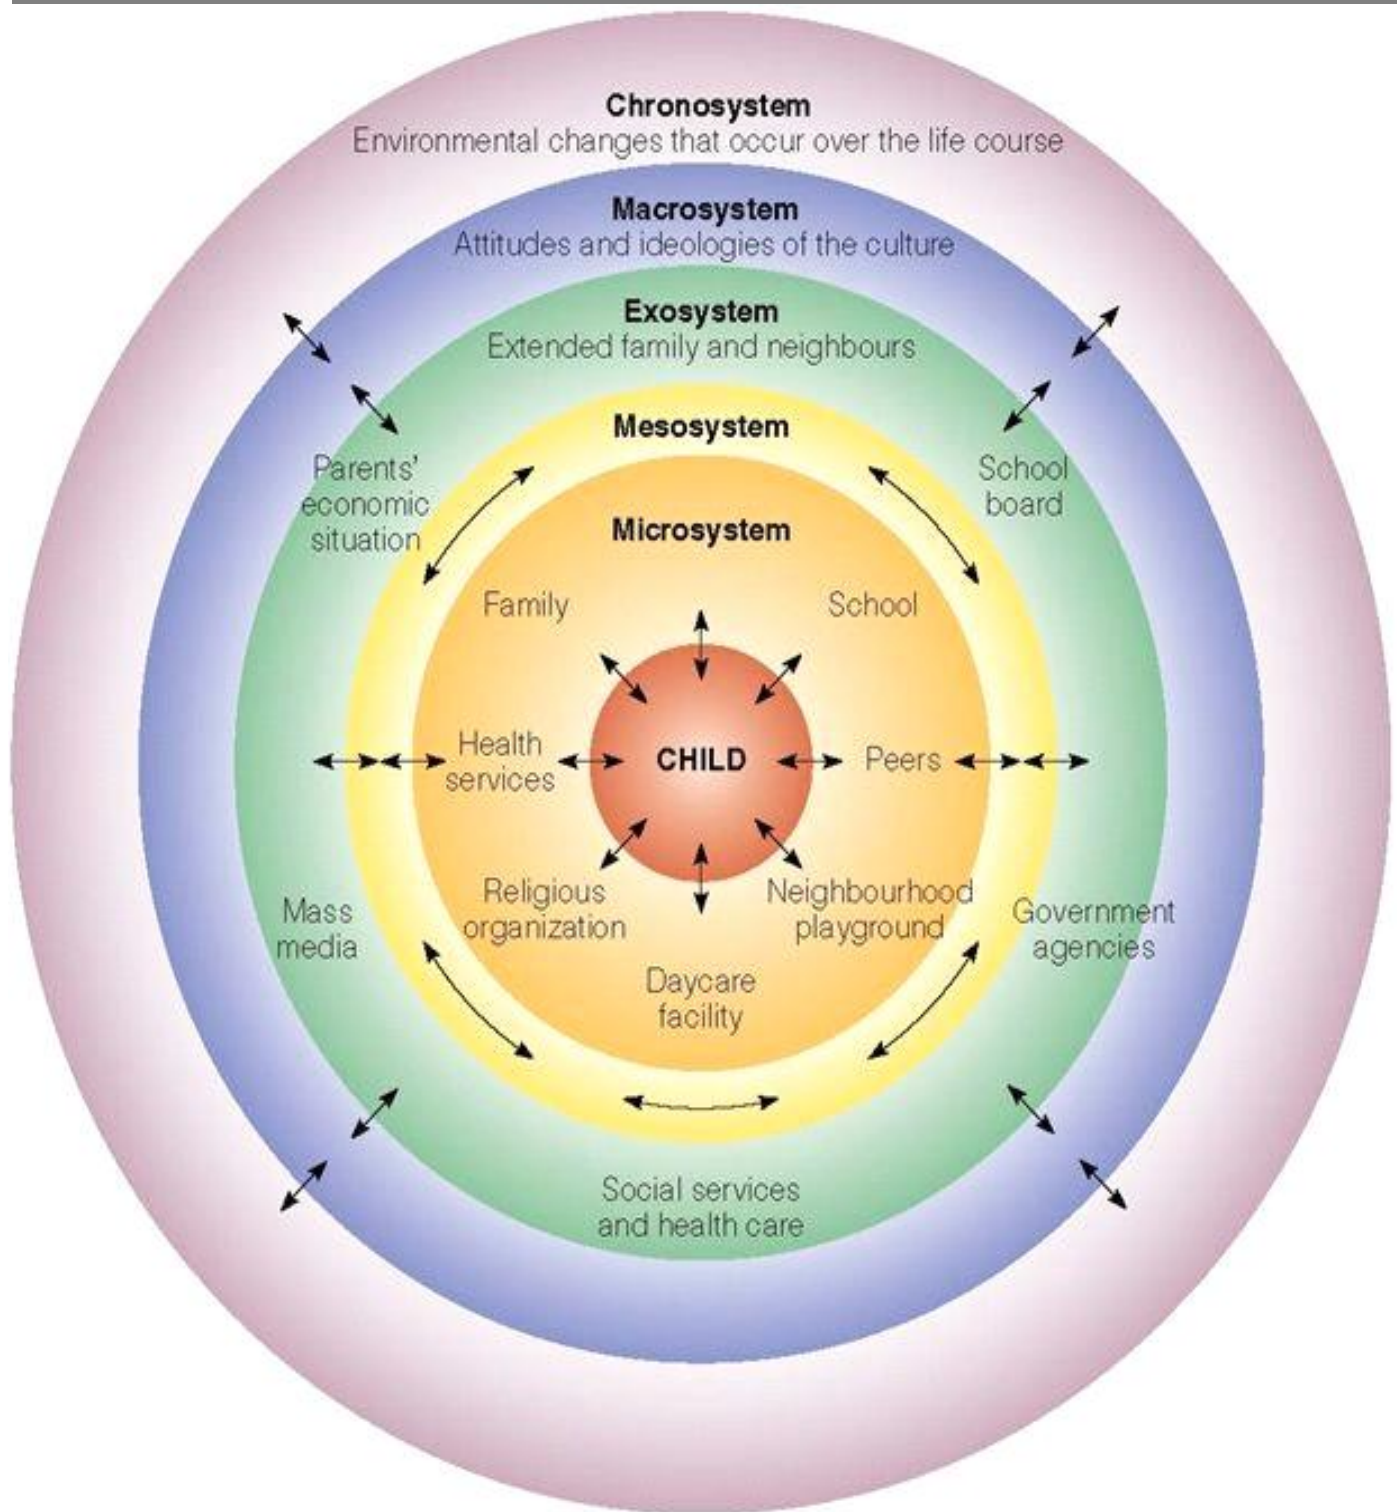 Chronosystem
Environmental changes that occur over the life course
Macrosystem
Attitudes and ideologies of the culture
Exosystem
Extended family and neighbours
Mesosystem
Parents'
economic
situation
School
board
Microsystem
Family
School
Health
services
CHILD
Peers
Religious
organization
Neighbourhood
playground
Mass
media
Government
agencies
Daycare
facility
Social services
and health care